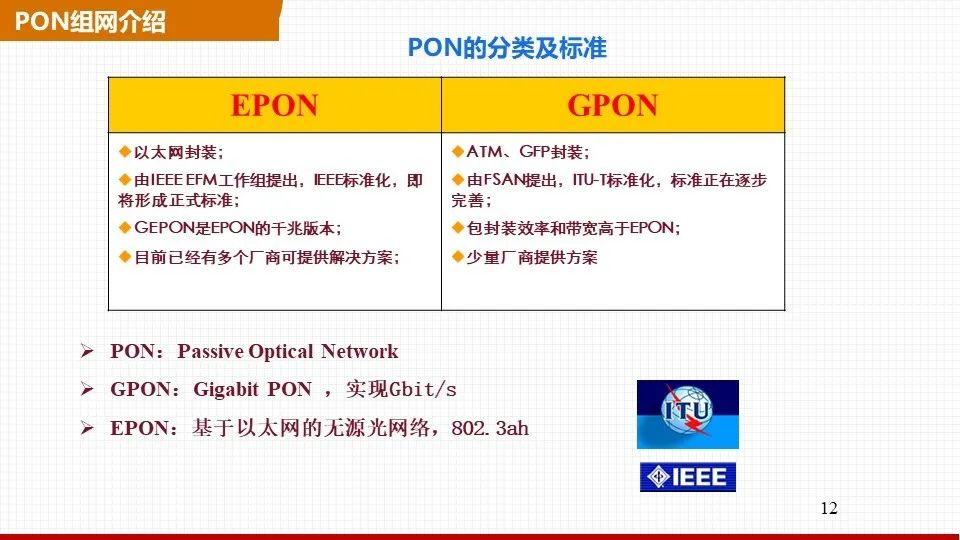 PON组网介绍
PON的分类及标准
EPON
GPON
◆以太网封装；
◆由IEEE EFM工作组提出，IEEE标准化，即
将形成正式标准；
◆GEPON是EPON的千兆版本；
◆目前已经有多个厂商可提供解决方案；
◆ATM、GFP封装；
◆由FSAN提出，ITU-T标准化，标准正在逐步
完善；
◆包封装效率和带宽高于EPON；
◆少量厂商提供方案
➢ PON：Passive Optical Network
➢ GPON：Gigabit PON ，实现Gbit/s
➢ EPON：基于以太网的无源光网络，802.3ah
ITU
IEEE
12